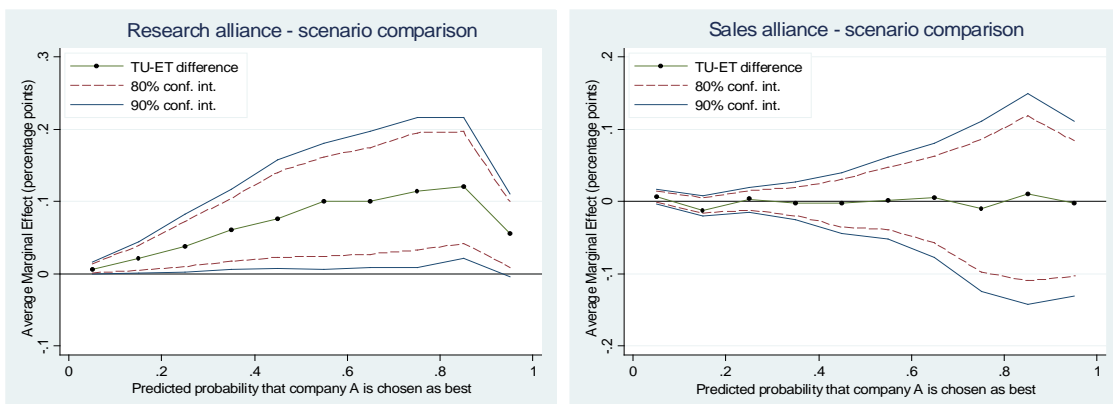 Research alliance - scenario comparison
TU-ET difference
80% conf. int.
90% conf. int.
Average Marginal Effect (percentage points)
.3
.2
.1
0
-.1
0
.2
.4
.6
.8
1
Predicted probability that company A is chosen as best
Sales alliance - scenario comparison
TU-ET difference
80% conf. int.
90% conf. int.
Average Marginal Effect (percentage points)
.2
.1
0
-.1
-.2
0
.2
.4
.6
.8
1
Predicted probability that company A is chosen as best